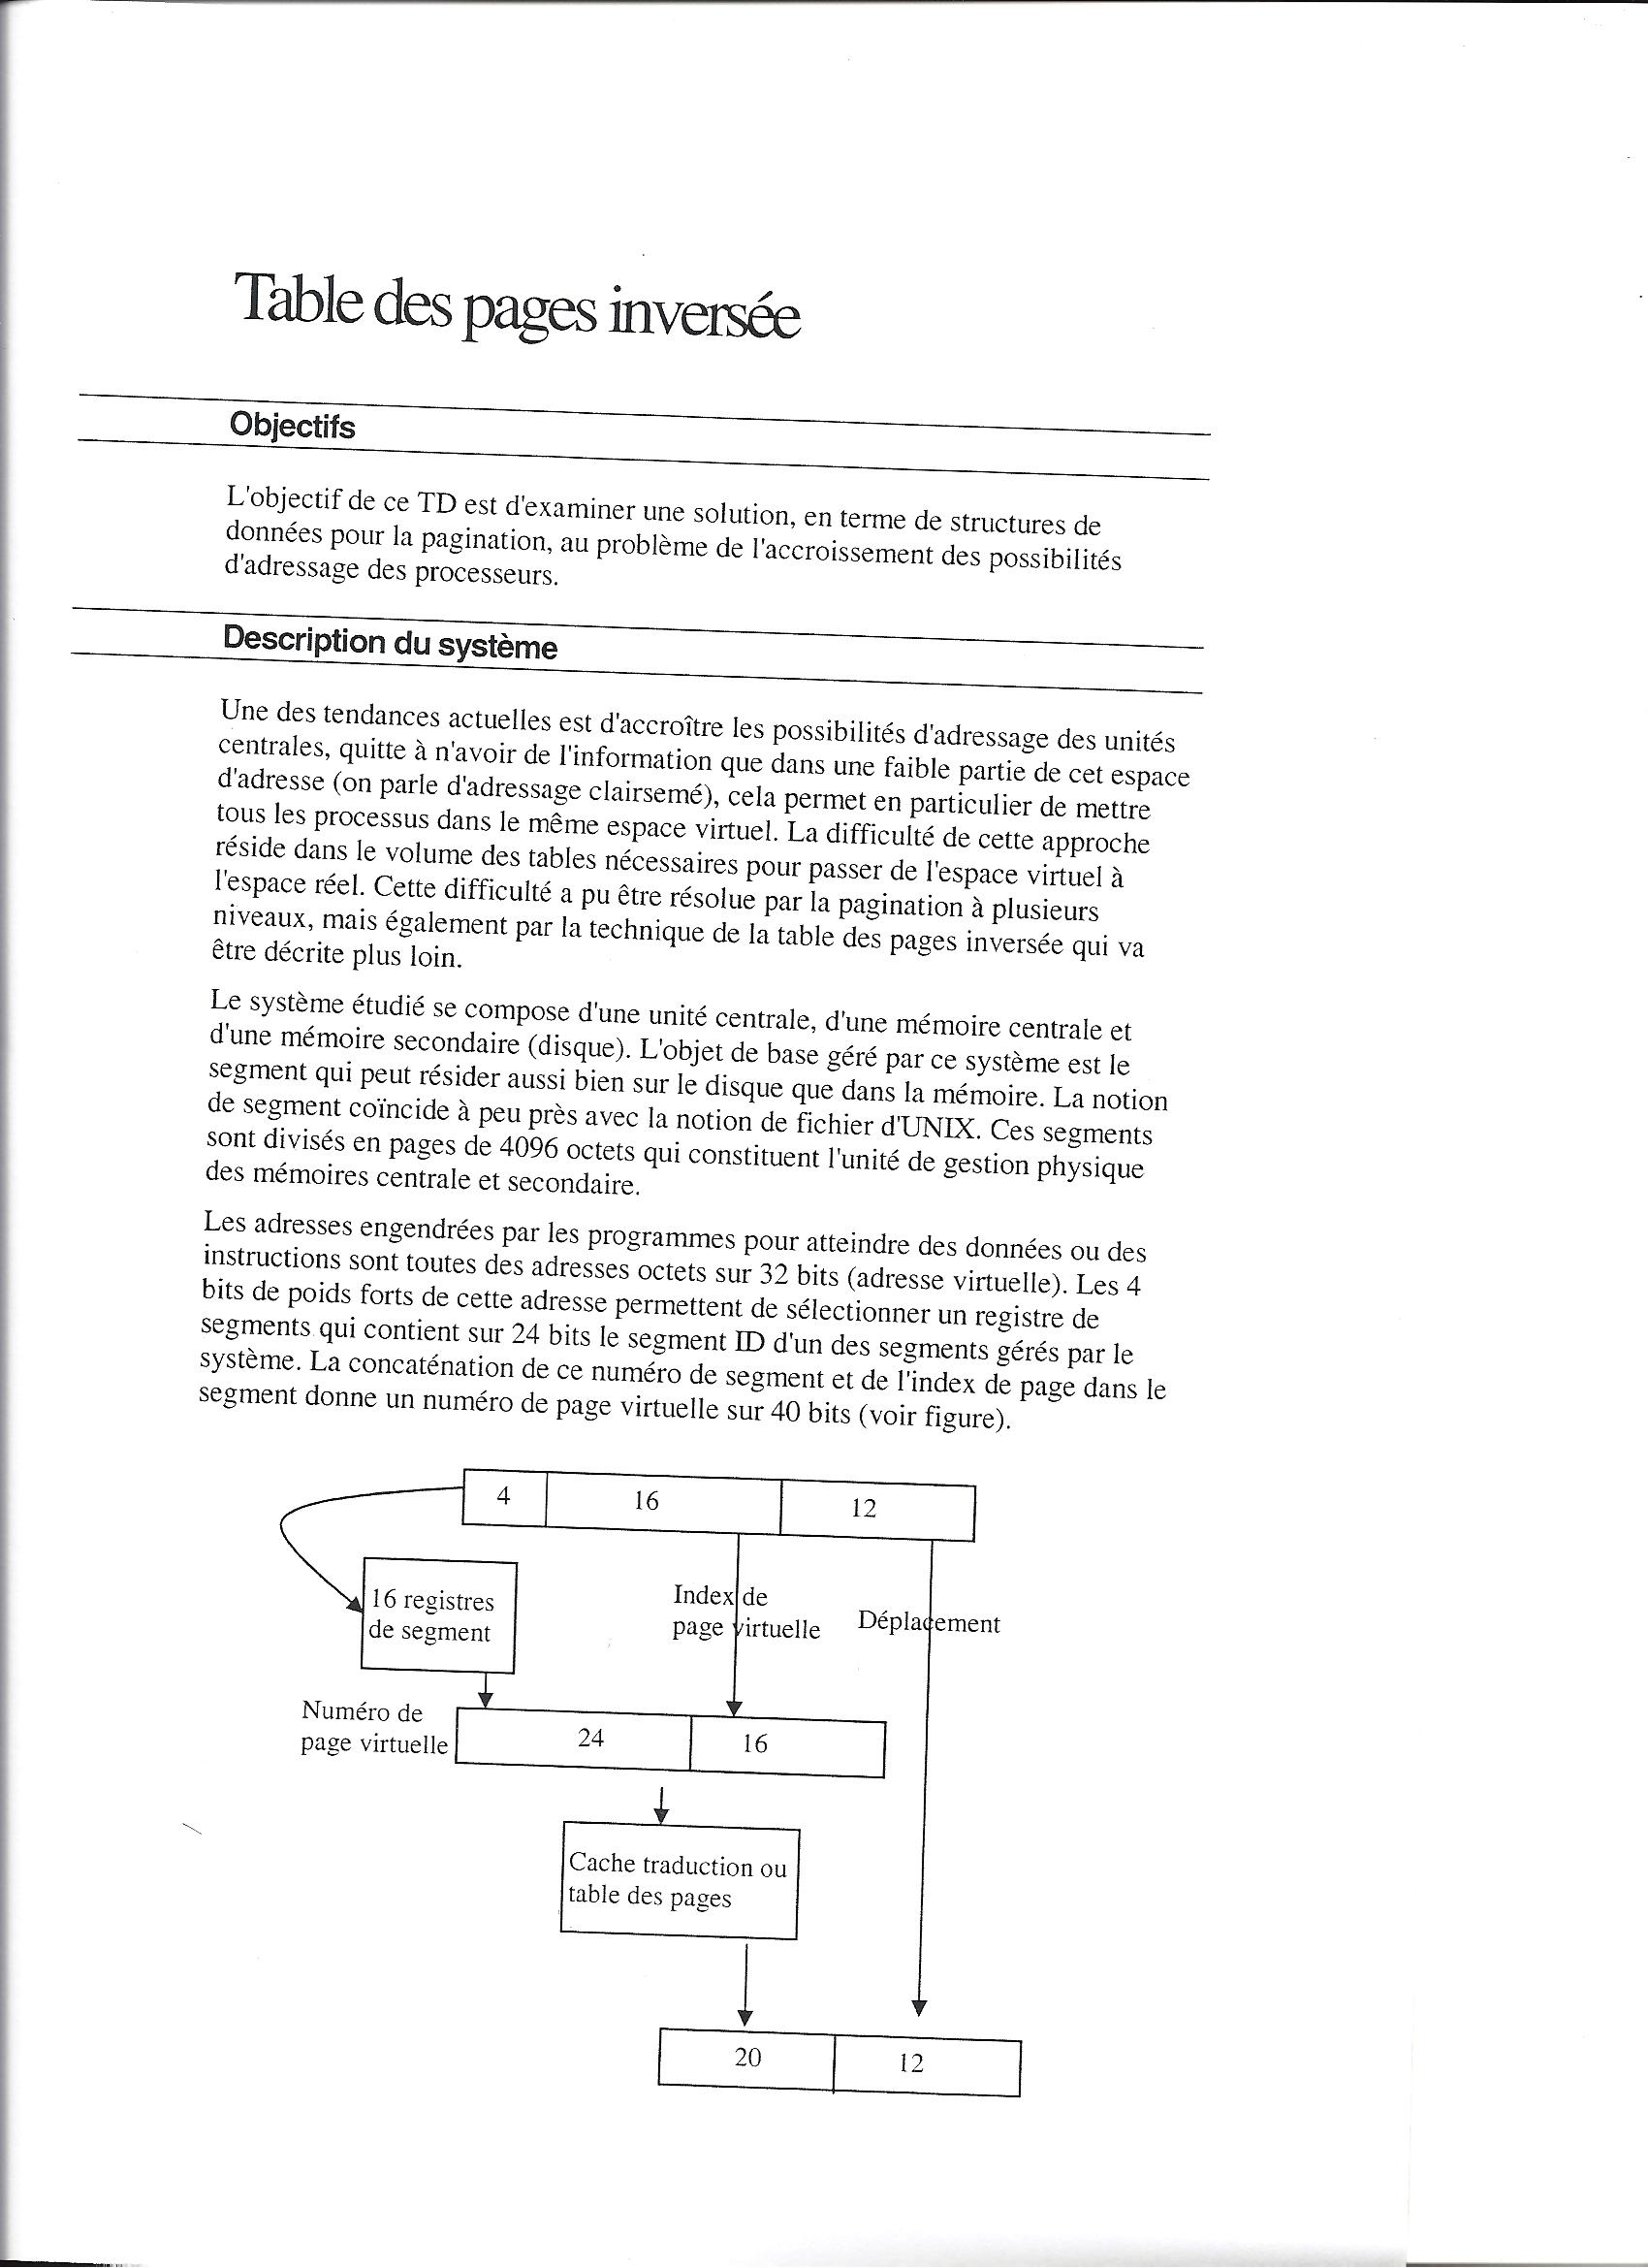 Table des pages inversée
Objectifs
L'objectif de ce TD est d'examiner une solution, en terme de structures de
données pour la pagination, au problème de l'accroissement des possibilités
d'adressage des processeurs.
Description du système
Une des tendances actuelles est d'accroître les possibilités d'adressage des unités
centrales, quitte à n'avoir de l'information que dans une faible partie de cet espace
d'adresse (on parle d'adressage clairsemé), cela permet en particulier de mettre
tous les processus dans le même espace virtuel. La difficulté de cette approche
réside dans le volume des tables nécessaires pour passer de l'espace virtuel à
l'espace réel. Cette difficulté a pu être résolue par la pagination à plusieurs
niveaux, mais également par la technique de la table des pages inversée qui va
être décrite plus loin.
Le système étudié se compose d'une unité centrale, d'une mémoire centrale et
d'une mémoire secondaire (disque). L'objet de base géré par ce système est le
segment qui peut résider aussi bien sur le disque que dans la mémoire. La notion
de segment coïncide à peu près avec la notion de fichier d'UNIX. Ces segments
sont divisés en pages de 4096 octets qui constituent l'unité de gestion physique
des mémoires centrale et secondaire.
Les adresses engendrées par les programmes pour atteindre des données ou des
instructions sont toutes des adresses octets sur 32 bits (adresse virtuelle). Les 4
bits de poids forts de cette adresse permettent de sélectionner un registre de
segments qui contient sur 24 bits le segment ID d'un des segments gérés par le
système. La concaténation de ce numéro de segment et de l'index de page dans le
segment donne un numéro de page virtuelle sur 40 bits (voir figure).
4 16 12
16 registres
de segment
Index de
page virtuelle
Déplacement
Numéro de
page virtuelle
24 16
Cache traduction ou
table des pages
20 12